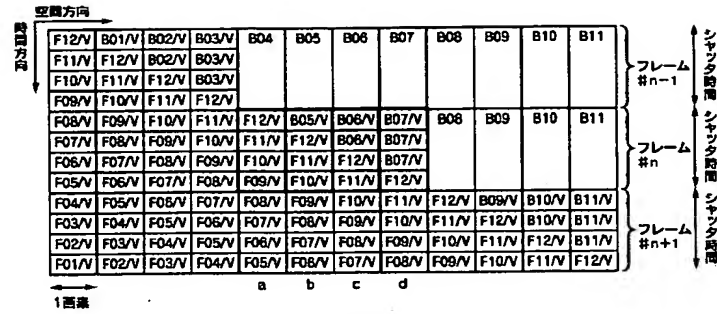 空間方向
時間方向
F12/V B01/V B02/V B03/V B04 B05 B06 B07 B08 B09 B10 B11
F11/V F12/V B02/V B03/V
F10/V F11/V F12/V B03/V
F09/V F10/V F11/V F12/V
フレーム
#n-1
シャッタ時間
F08/V F09/V F10/V F11/V F12/V B05/V B06/V B07/V B08 B09 B10 B11
F07/V F08/V F09/V F10/V F11/V F12/V B06/V B07/V
F06/V F07/V F08/V F09/V F10/V F11/V F12/V B07/V
F05/V F06/V F07/V F08/V F09/V F10/V F11/V F12/V
フレーム
#n
シャッタ時間
F04/V F05/V F06/V F07/V F08/V F09/V F10/V F11/V F12/V B09/V B10/V B11/V
F03/V F04/V F05/V F06/V F07/V F08/V F09/V F10/V F11/V F12/V B10/V B11/V
F02/V F03/V F04/V F05/V F06/V F07/V F08/V F09/V F10/V F11/V F12/V B11/V
F01/V F02/V F03/V F04/V F05/V F06/V F07/V F08/V F09/V F10/V F11/V F12/V
フレーム
#n+1
シャッタ時間
1画素
a b c d